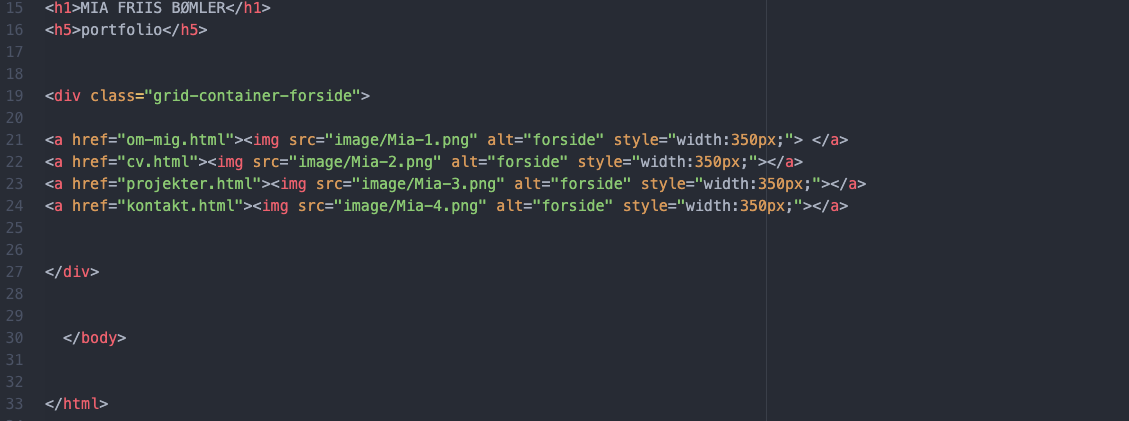 15 <h1>MIA FRIIS BØMLER</h1>
16 <h5>portfolio</h5>
17
18
19 <div class="grid-container-forside">
20
21 <a href="om-mig.html"><img src="image/Mia-1.png" alt="forside" style="width:350px;"> </a>
22 <a href="cv.html"><img src="image/Mia-2.png" alt="forside" style="width:350px;"></a>
23 <a href="projekter.html"><img src="image/Mia-3.png" alt="forside" style="width:350px;"></a>
24 <a href="kontakt.html"><img src="image/Mia-4.png" alt="forside" style="width:350px;"></a>
25
26
27 </div>
28
29
30 </body>
31
32
33 </html>